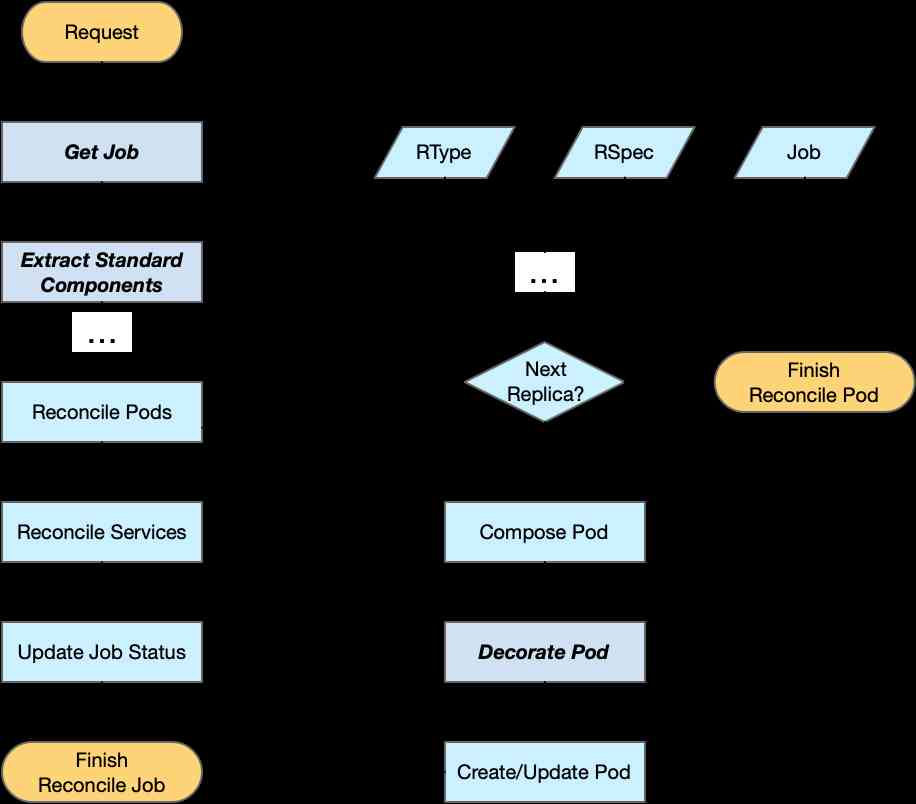 Request
Get Job
Extract Standard
Components
...
Reconcile Pods
Reconcile Services
Update Job Status
Finish
Reconcile Job
RType
RSpec
Job
...
Next
Replica?
Finish
Reconcile Pod
Compose Pod
Decorate Pod
Create/Update Pod